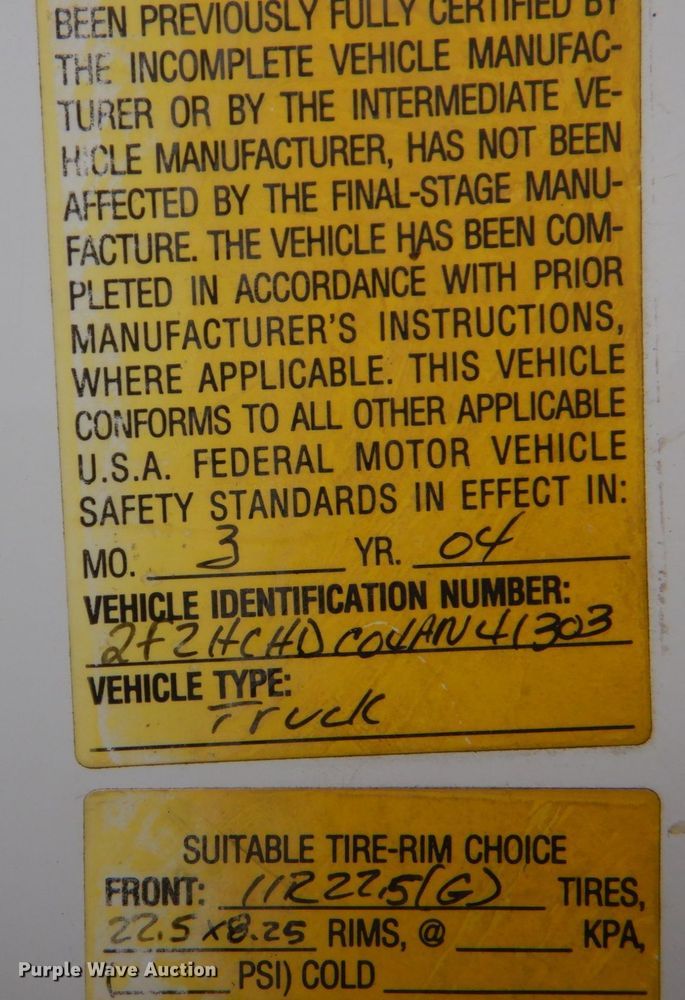 BEEN PREVIOUSLY FULLY CERTIFIED BY
THE INCOMPLETE VEHICLE MANUFAC-
TURER OR BY THE INTERMEDIATE VE-
HICLE MANUFACTURER, HAS NOT BEEN
AFFECTED BY THE FINAL-STAGE MANU-
FACTURE. THE VEHICLE HAS BEEN COM-
PLETED IN ACCORDANCE WITH PRIOR
MANUFACTURER'S INSTRUCTIONS,
WHERE APPLICABLE. THIS VEHICLE
CONFORMS TO ALL OTHER APPLICABLE
U.S.A. FEDERAL MOTOR VEHICLE
SAFETY STANDARDS IN EFFECT IN:
MO. 3 YR. 04
VEHICLE IDENTIFICATION NUMBER:
2FZHCHDC04AN41303
VEHICLE TYPE:
Truck
SUITABLE TIRE-RIM CHOICE
FRONT: 11R22.5(G) TIRES,
22.5x8.25 RIMS, @ KPA,
( PSI) COLD
Purple Wave Auction